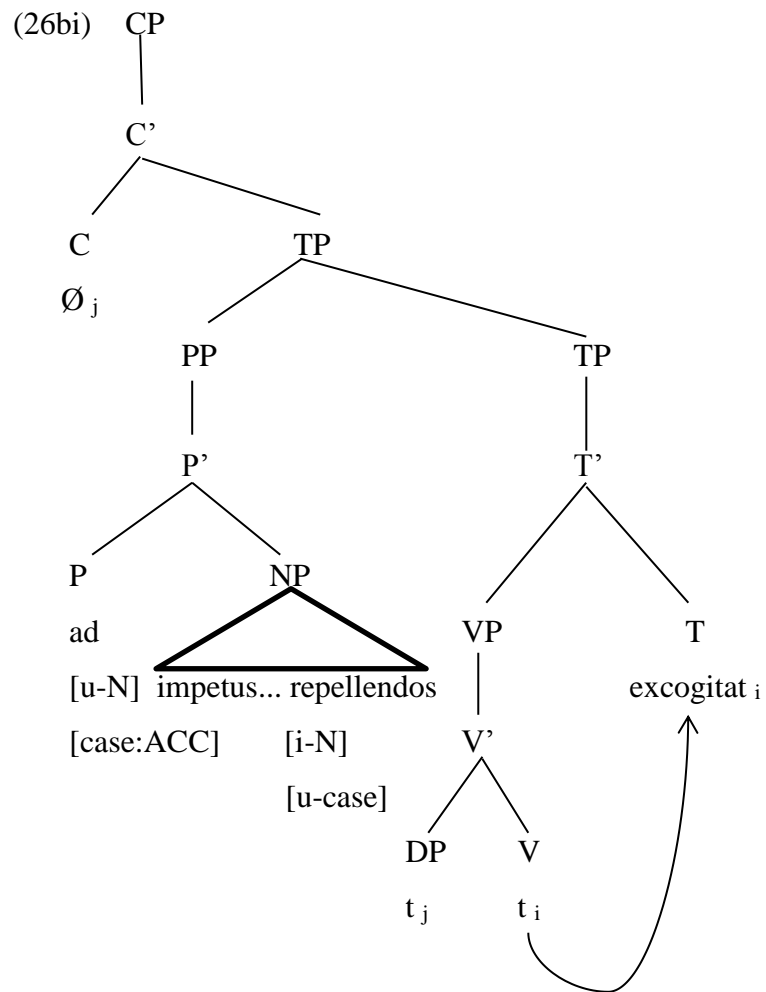 (26bi) CP
C’
C TP
Ø j
PP TP
P’ T’
P NP
ad VP T
[u-N] impetus... repellendos excogitat i
[case:ACC] [i-N] V’
[u-case]
DP V
t j t i